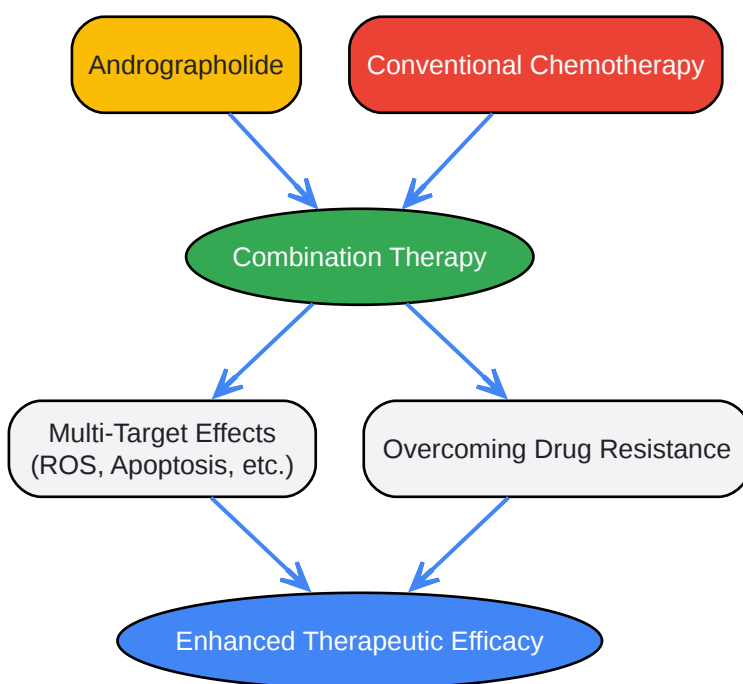 Andrographolide
Conventional Chemotherapy
Combination Therapy
Multi-Target Effects
(ROS, Apoptosis, etc.)
Overcoming Drug Resistance
Enhanced Therapeutic Efficacy